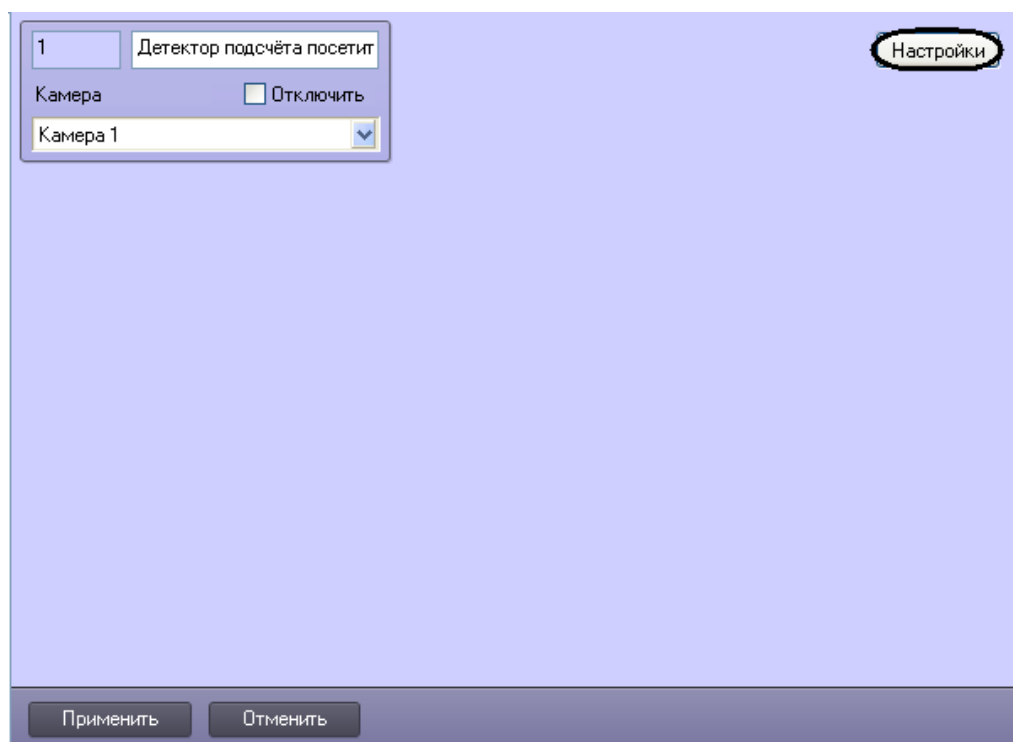 1 Детектор подсчёта посетит Настройки
Камера Отключить
Камера 1
Применить Отменить